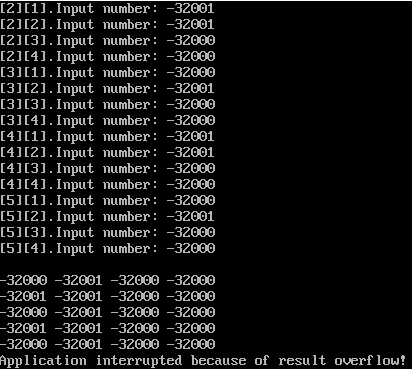 [2][1].Input number: -32001
[2][2].Input number: -32001
[2][3].Input number: -32000
[2][4].Input number: -32000
[3][1].Input number: -32000
[3][2].Input number: -32001
[3][3].Input number: -32000
[3][4].Input number: -32000
[4][1].Input number: -32001
[4][2].Input number: -32001
[4][3].Input number: -32000
[4][4].Input number: -32000
[5][1].Input number: -32000
[5][2].Input number: -32001
[5][3].Input number: -32000
[5][4].Input number: -32000
-32000 -32001 -32000 -32000
-32001 -32001 -32000 -32000
-32000 -32001 -32000 -32000
-32001 -32001 -32000 -32000
-32000 -32001 -32000 -32000
Application interrupted because of result overflow!